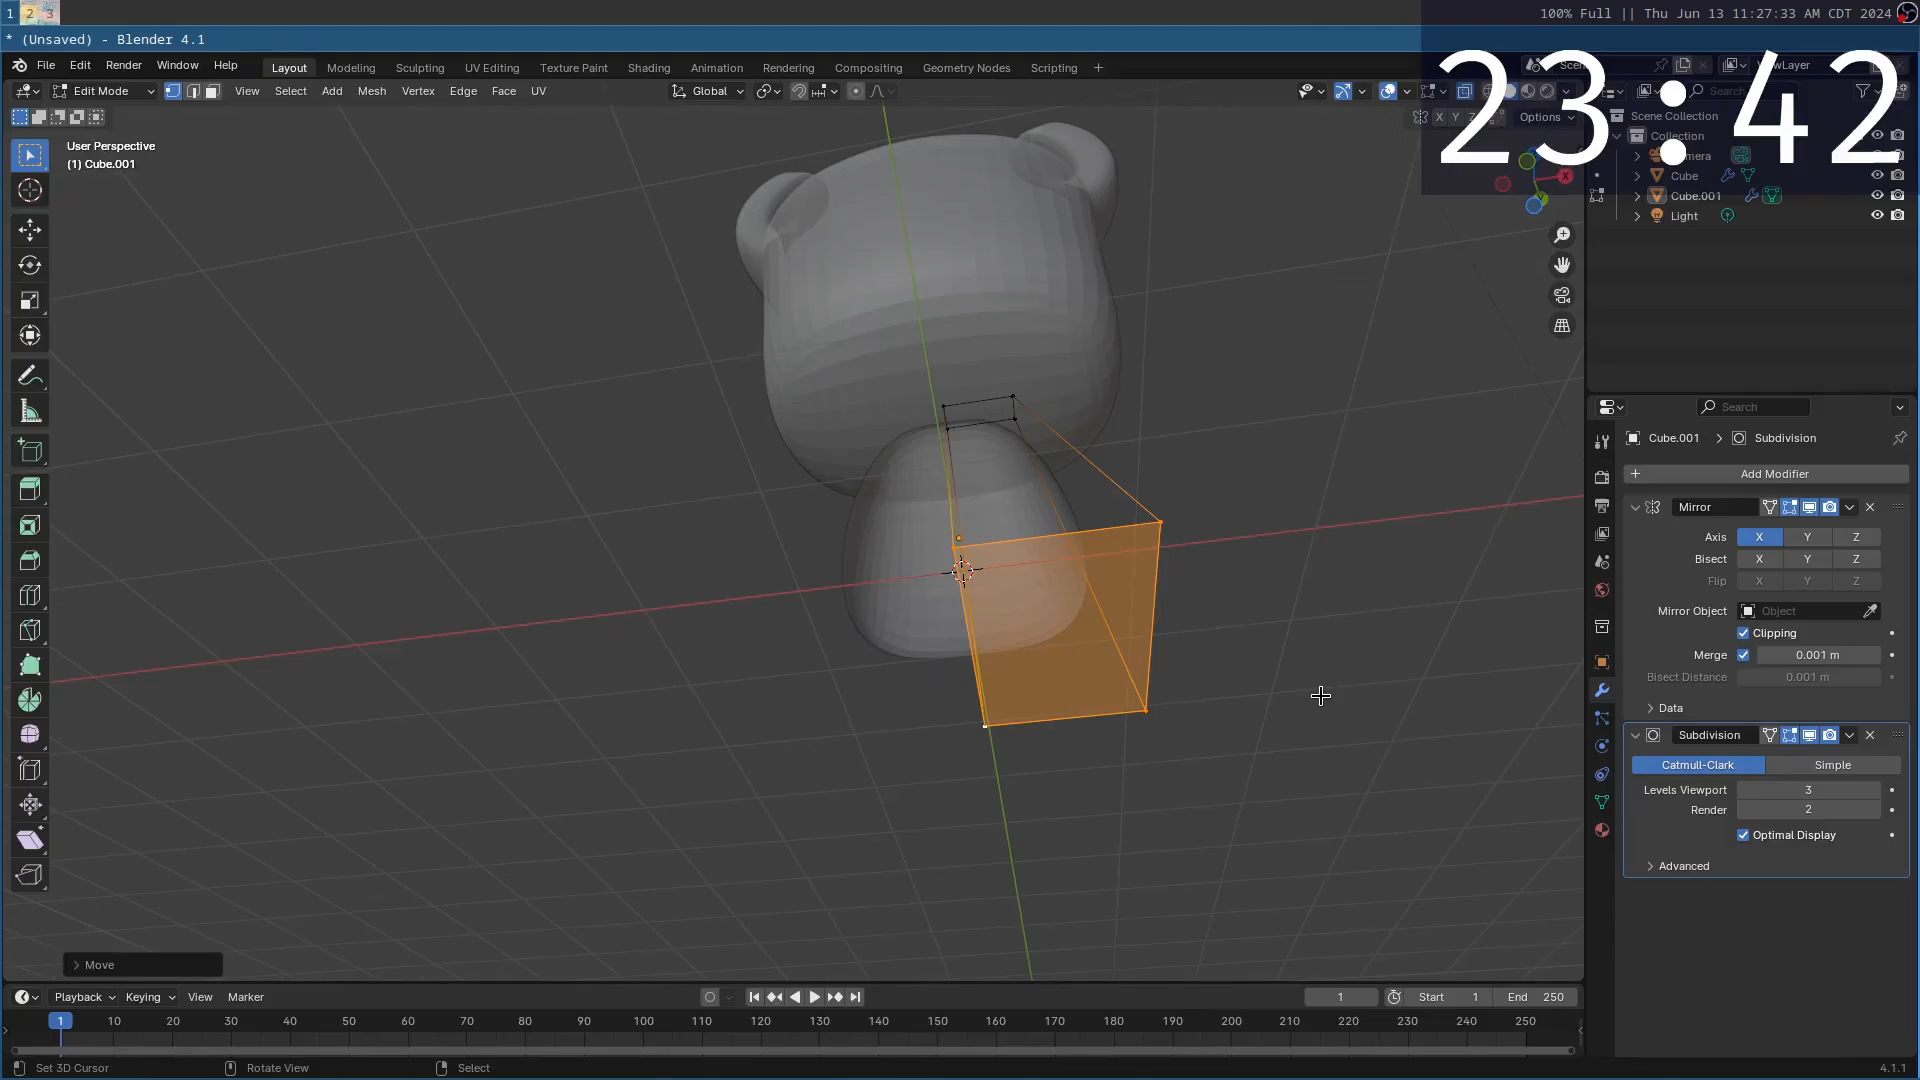 1 2 3
100% Full || Thu Jun 13 11:27:33 AM CDT 2024
* (Unsaved) - Blender 4.1
23:42
File Edit Render Window Help
Layout Modeling Sculpting UV Editing Texture Paint Shading Animation Rendering Compositing Geometry Nodes Scripting +
Scene
ViewLayer
Edit Mode
View Select Add Mesh Vertex Edge Face UV
Global
Search
X Y Z
Options
User Perspective
(1) Cube.001
X
Scene Collection
Collection
Camera
Cube
Cube.001
Light
Search
Cube.001 > Subdivision
+ Add Modifier
Mirror
Axis X Y Z
Bisect X Y Z
Flip X Y Z
Mirror Object Object
Clipping
Merge 0.001 m
Bisect Distance 0.001 m
Data
Subdivision
Catmull-Clark Simple
Levels Viewport 3
Render 2
Optimal Display
Advanced
Move
Playback Keying View Marker
1
Start 1
End 250
1 10 20 30 40 50 60 70 80 90 100 110 120 130 140 150 160 170 180 190 200 210 220 230 240 250
Set 3D Cursor
Rotate View
Select
4.1.1